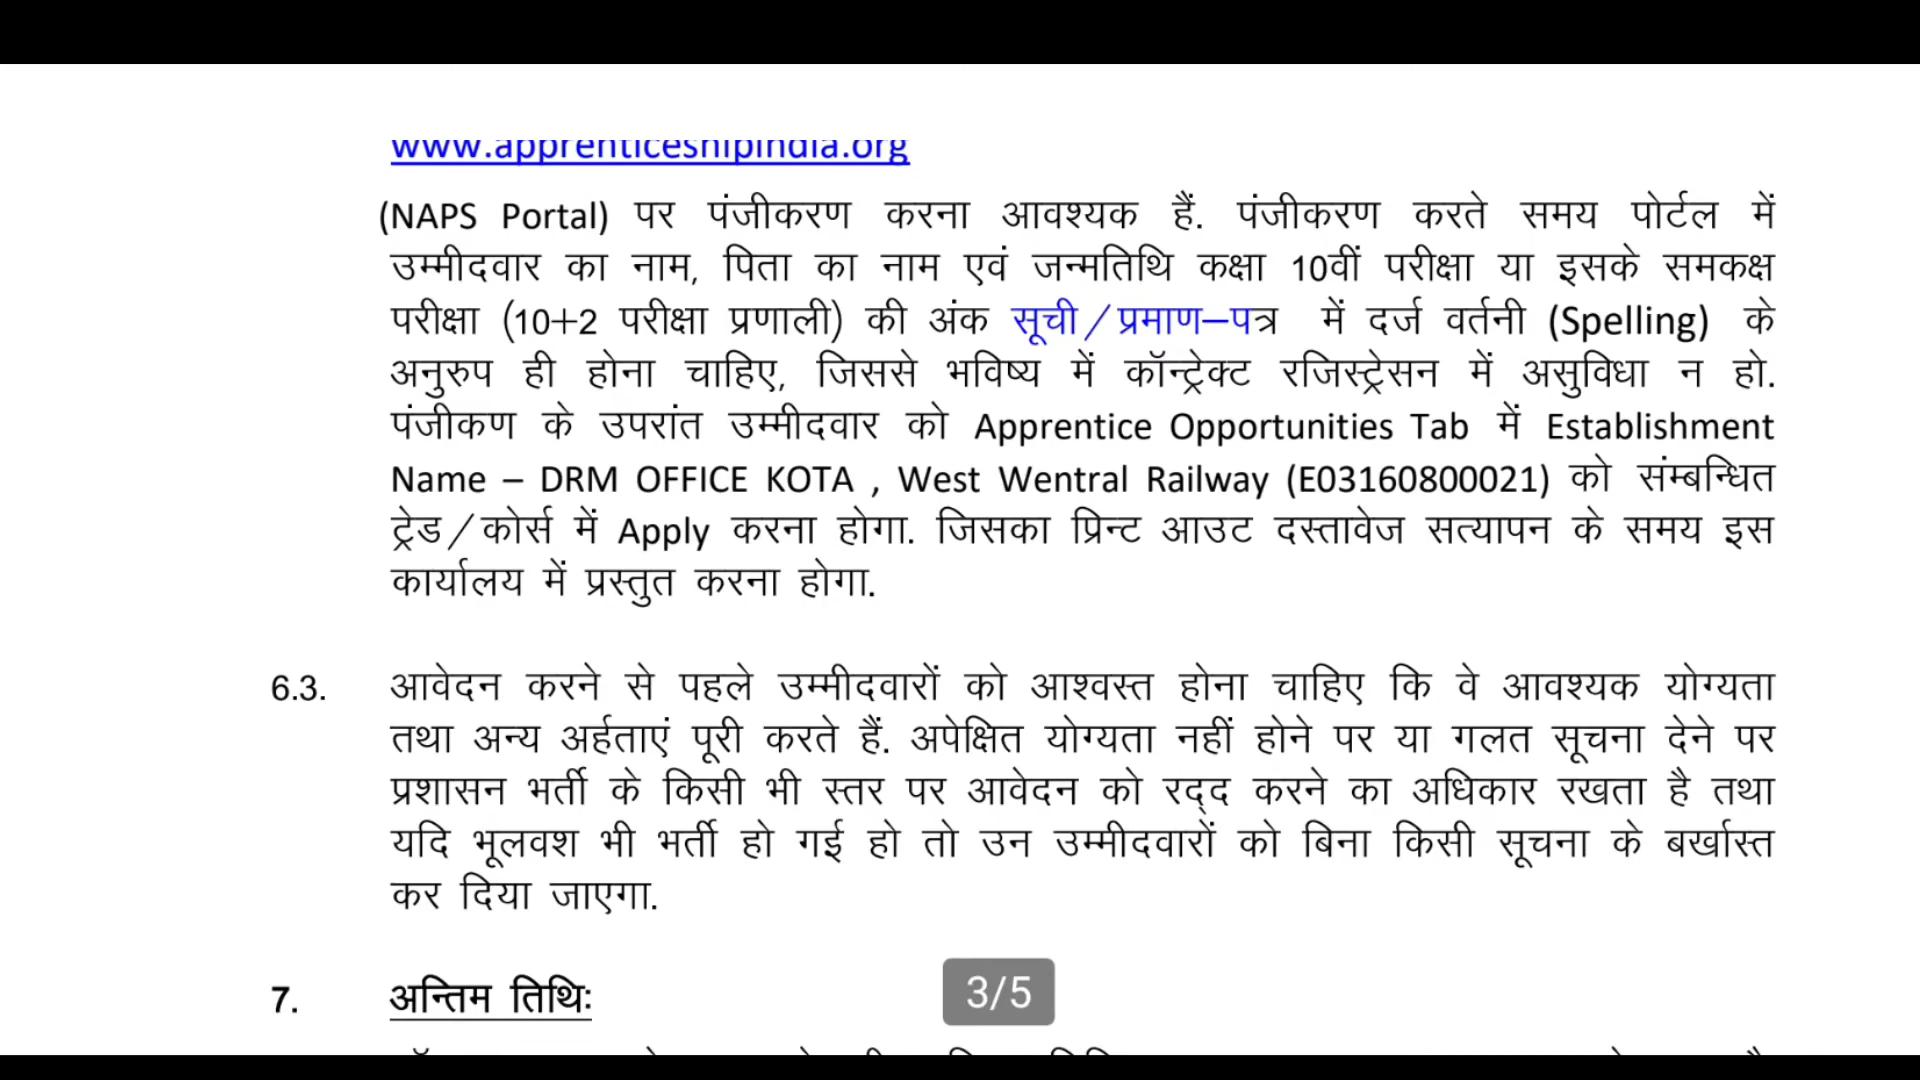 www.apprenticeshipindia.org
(NAPS Portal) पर पंजीकरण करना आवश्यक हैं. पंजीकरण करते समय पोर्टल में
उम्मीदवार का नाम, पिता का नाम एवं जन्मतिथि कक्षा 10वीं परीक्षा या इसके समकक्ष
परीक्षा (10+2 परीक्षा प्रणाली) की अंक सूची/प्रमाण–पत्र में दर्ज वर्तनी (Spelling) के
अनुरुप ही होना चाहिए, जिससे भविष्य में कॉन्ट्रेक्ट रजिस्ट्रेसन में असुविधा न हो.
पंजीकण के उपरांत उम्मीदवार को Apprentice Opportunities Tab में Establishment
Name – DRM OFFICE KOTA , West Wentral Railway (E03160800021) को संम्बन्धित
ट्रेड/कोर्स में Apply करना होगा. जिसका प्रिन्ट आउट दस्तावेज सत्यापन के समय इस
कार्यालय में प्रस्तुत करना होगा.
6.3. आवेदन करने से पहले उम्मीदवारों को आश्वस्त होना चाहिए कि वे आवश्यक योग्यता
तथा अन्य अर्हताएं पूरी करते हैं. अपेक्षित योग्यता नहीं होने पर या गलत सूचना देने पर
प्रशासन भर्ती के किसी भी स्तर पर आवेदन को रद्द करने का अधिकार रखता है तथा
यदि भूलवश भी भर्ती हो गई हो तो उन उम्मीदवारों को बिना किसी सूचना के बर्खास्त
कर दिया जाएगा.
7. अन्तिम तिथिः
3/5